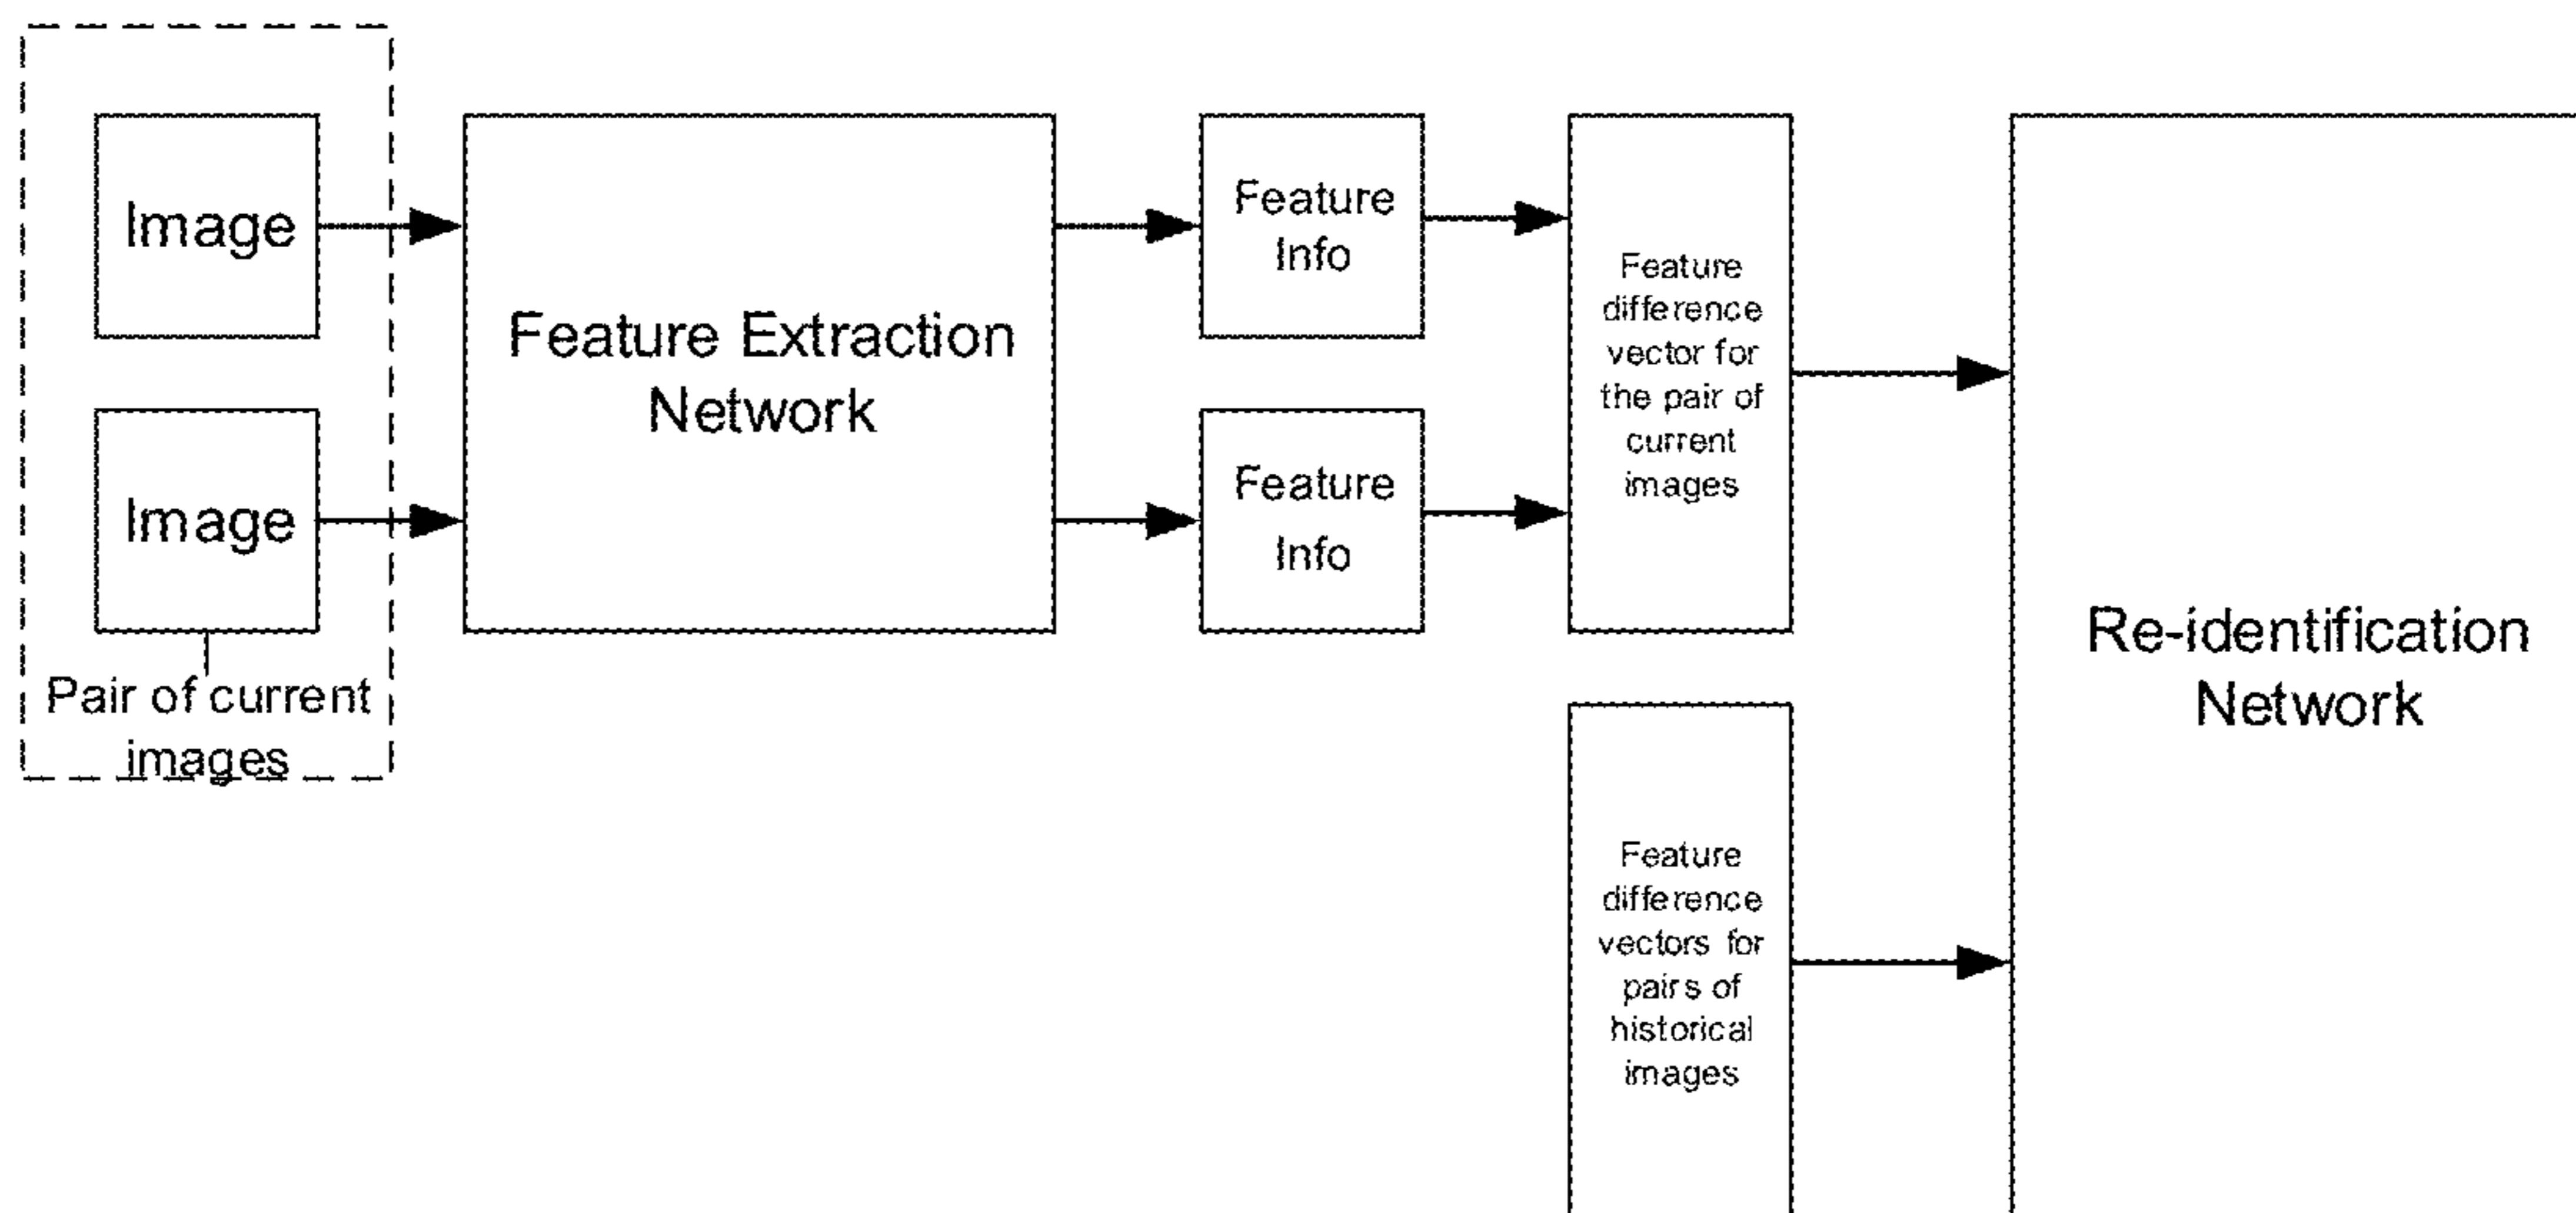 Image
Image
Pair of current
images
Feature Extraction
Network
Feature
Info
Feature
Info
Feature
difference
vector for
the pair of
current
images
Feature
difference
vectors for
pairs of
historical
images
Re-identification
Network